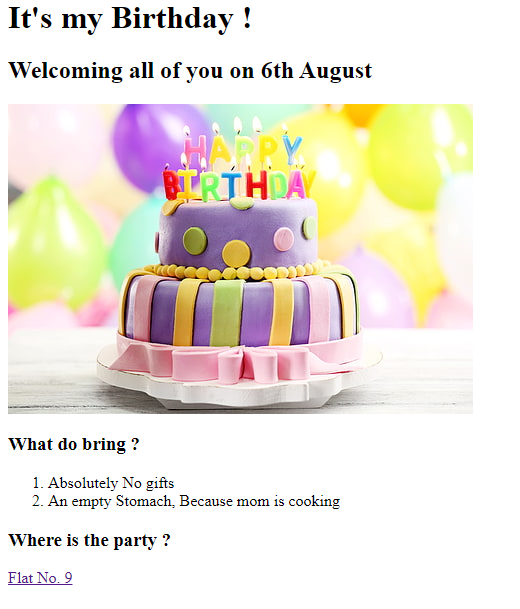 It's my Birthday !
Welcoming all of you on 6th August
HAPPY
BIRTHDAY
What do bring ?
1. Absolutely No gifts
2. An empty Stomach, Because mom is cooking
Where is the party ?
Flat No. 9